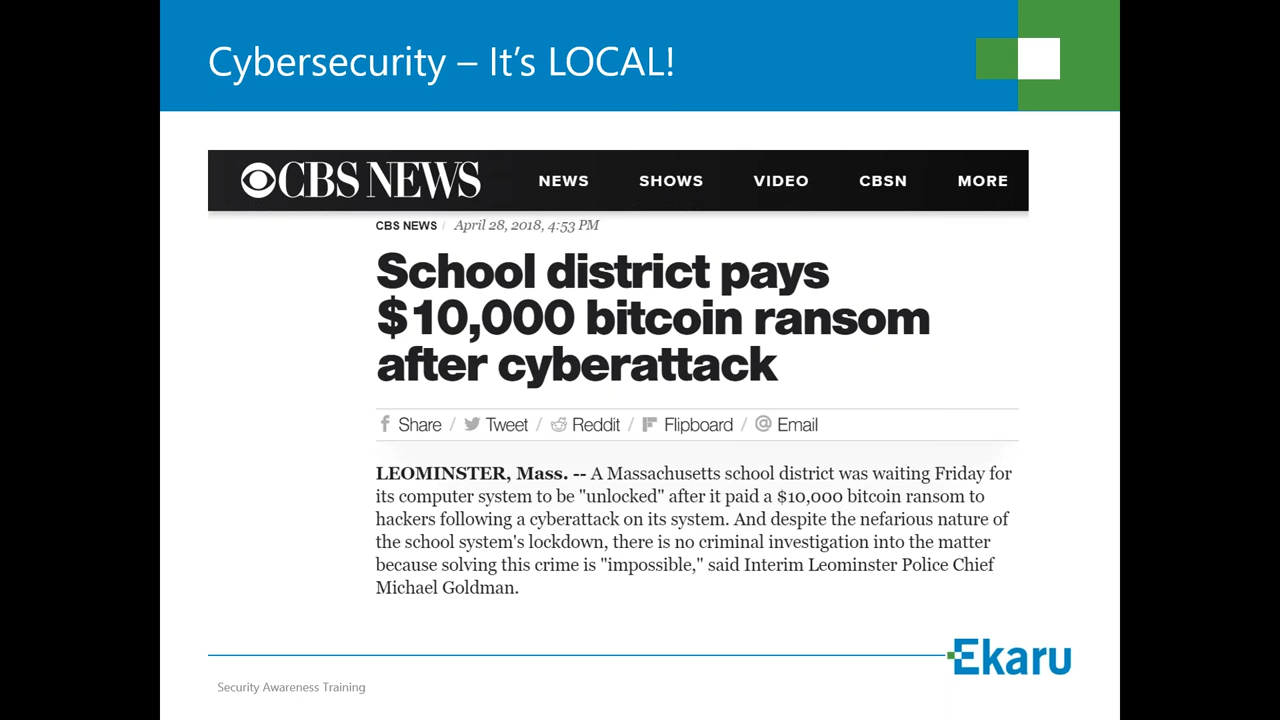 Cybersecurity – It's LOCAL!
CBS NEWS NEWS SHOWS VIDEO CBSN MORE
CBS NEWS / April 28, 2018, 4:53 PM
School district pays
$10,000 bitcoin ransom
after cyberattack
Share / Tweet / Reddit / Flipboard / Email
LEOMINSTER, Mass. -- A Massachusetts school district was waiting Friday for
its computer system to be "unlocked" after it paid a $10,000 bitcoin ransom to
hackers following a cyberattack on its system. And despite the nefarious nature of
the school system's lockdown, there is no criminal investigation into the matter
because solving this crime is "impossible," said Interim Leominster Police Chief
Michael Goldman.
Ekaru
Security Awareness Training